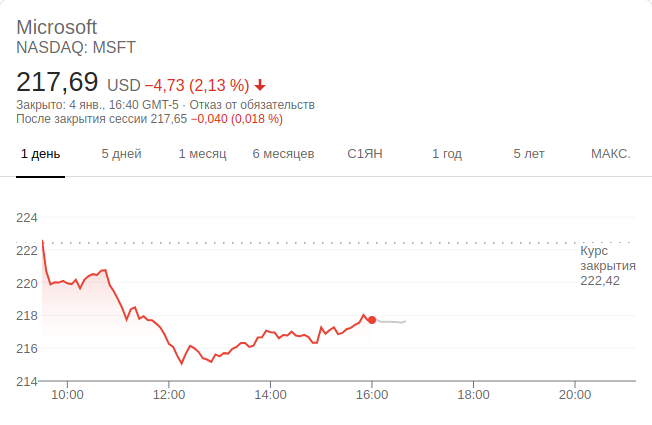 Microsoft
NASDAQ: MSFT
217,69 USD −4,73 (2,13 %)
Закрыто: 4 янв., 16:40 GMT-5 · Отказ от обязательств
После закрытия сессии 217,65 −0,040 (0,018 %)
1 день 5 дней 1 месяц 6 месяцев С1ЯН 1 год 5 лет МАКС.
224
222
220
218
216
214
Курс
закрытия
222,42
10:00 12:00 14:00 16:00 18:00 20:00